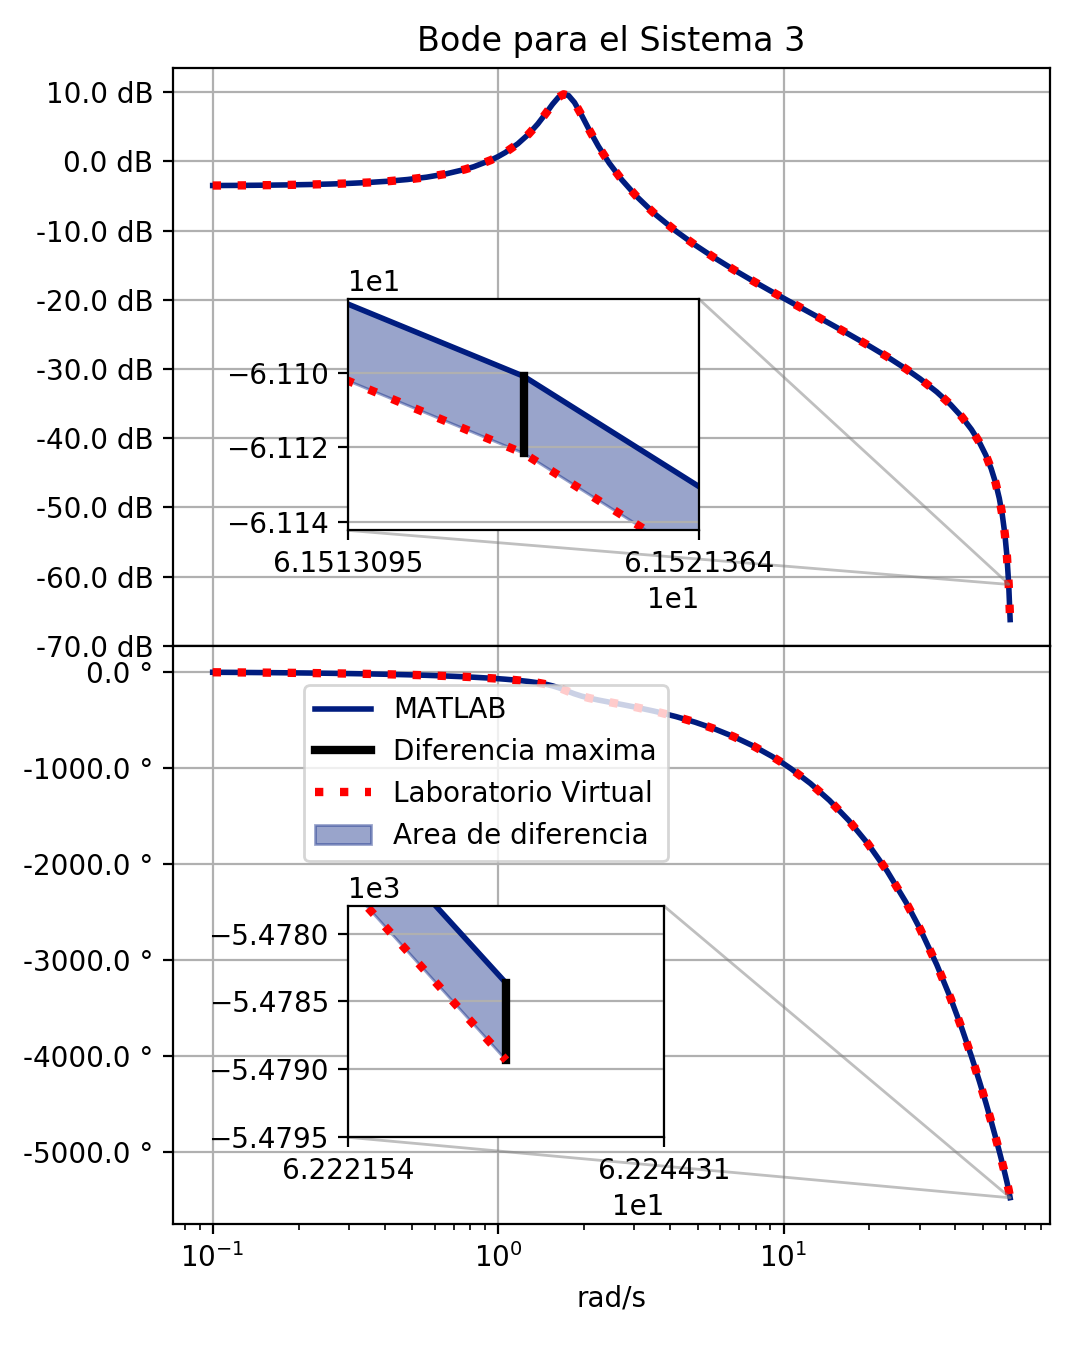 Bode para el Sistema 3
10.0 dB
0.0 dB
-10.0 dB
-20.0 dB
-30.0 dB
-40.0 dB
-50.0 dB
-60.0 dB
-70.0 dB
1e1
−6.110
−6.112
−6.114
6.1513095 6.1521364
1e1
0.0 °
-1000.0 °
-2000.0 °
-3000.0 °
-4000.0 °
-5000.0 °
MATLAB
Diferencia maxima
Laboratorio Virtual
Area de diferencia
1e3
−5.4780
−5.4785
−5.4790
−5.4795
6.222154 6.224431
1e1
10⁻¹ 10⁰ 10¹
rad/s